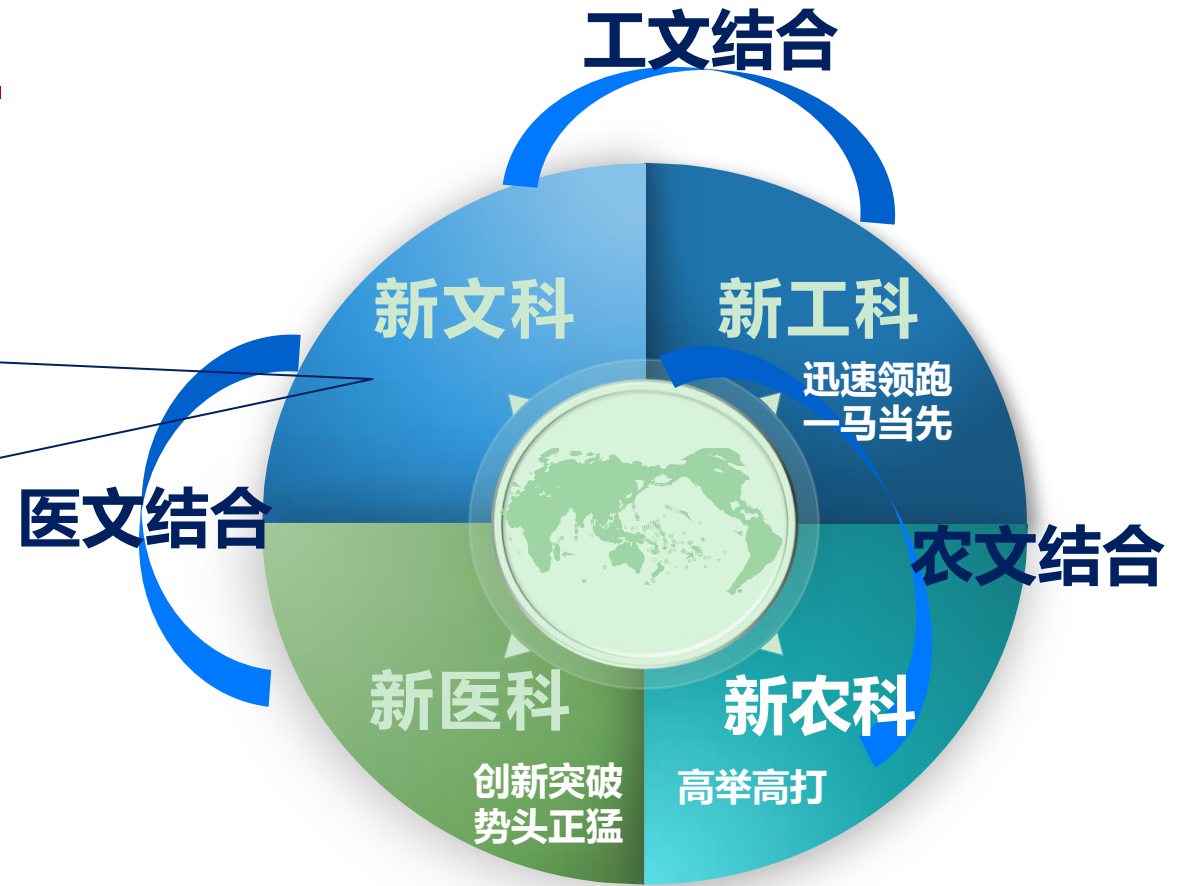 工文结合
新文科
新工科
迅速领跑
一马当先
医文结合
农文结合
新医科
新农科
创新突破
势头正猛
高举高打